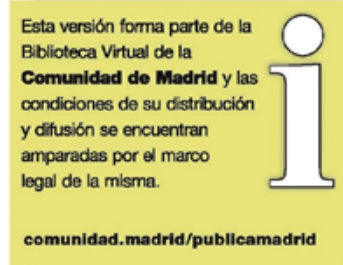 Esta versión forma parte de la
Biblioteca Virtual de la
Comunidad de Madrid y las
condiciones de su distribución
y difusión se encuentran
amparadas por el marco
legal de la misma.
i
comunidad.madrid/publicamadrid